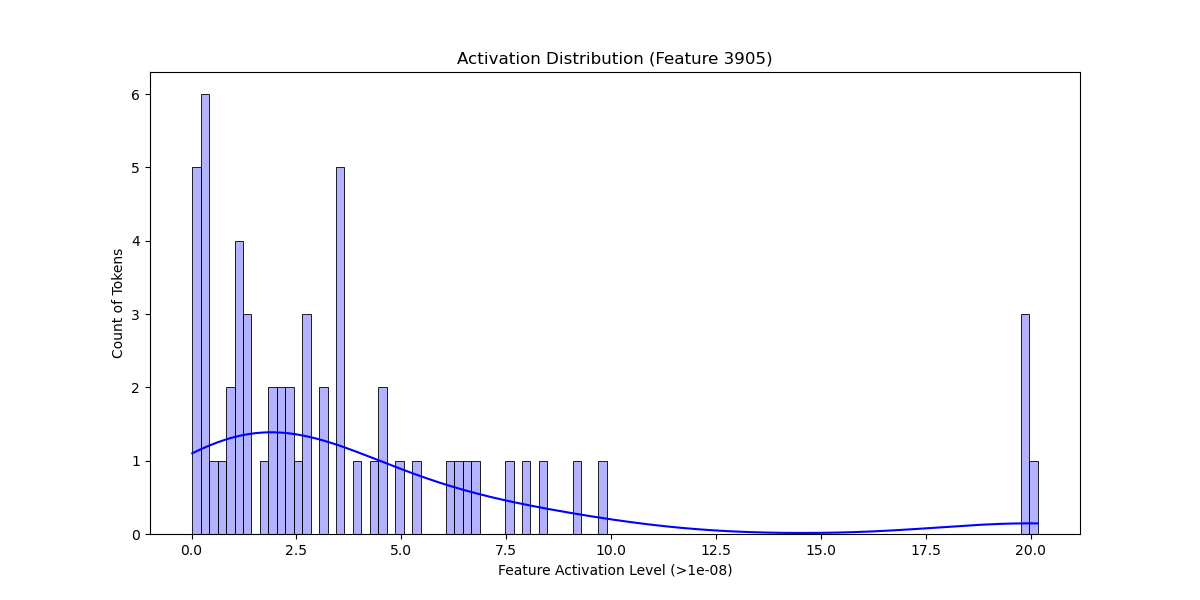 Activation Distribution (Feature 3905)
6
5
4
3
2
1
0
Count of Tokens
0.0 2.5 5.0 7.5 10.0 12.5 15.0 17.5 20.0
Feature Activation Level (>1e-08)